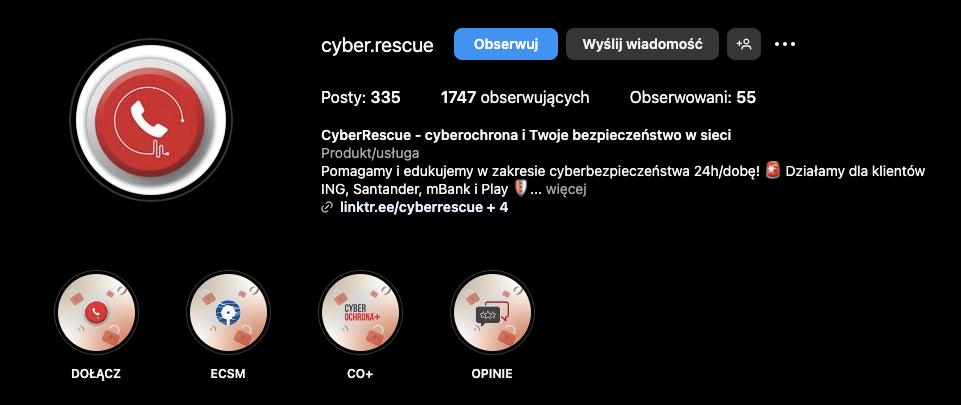 cyber.rescue Obserwuj Wyślij wiadomość
Posty: 335 1747 obserwujących Obserwowani: 55
CyberRescue - cyberochrona i Twoje bezpieczeństwo w sieci
Produkt/usługa
Pomagamy i edukujemy w zakresie cyberbezpieczeństwa 24h/dobę! 🚨 Działamy dla klientów
ING, Santander, mBank i Play 🛡️... więcej
linktr.ee/cyberrescue + 4
CYBER
OCHRONA+
DOŁĄCZ ECSM CO+ OPINIE